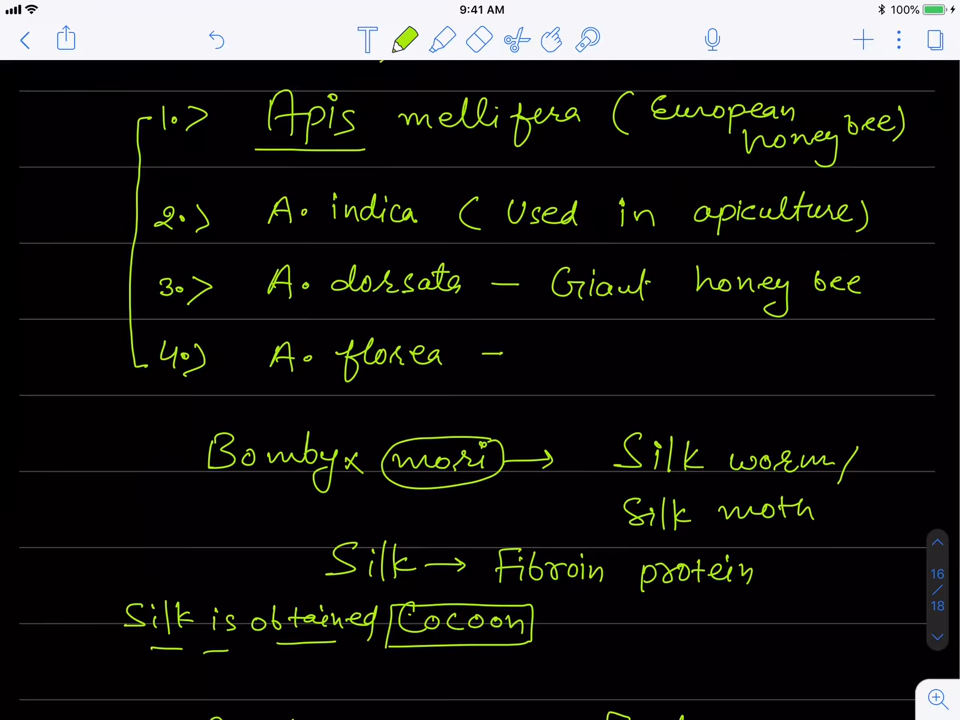 9:41 AM
100%
T
1.> Apis mellifera (European honey bee)
2.) A. indica (Used in apiculture)
3.> A. dorsata — Giant honey bee
4.) A. florea —
Bombyx mori → Silk worm/
Silk moth
Silk → Fibroin protein
Silk is obtained Cocoon
16
/
18